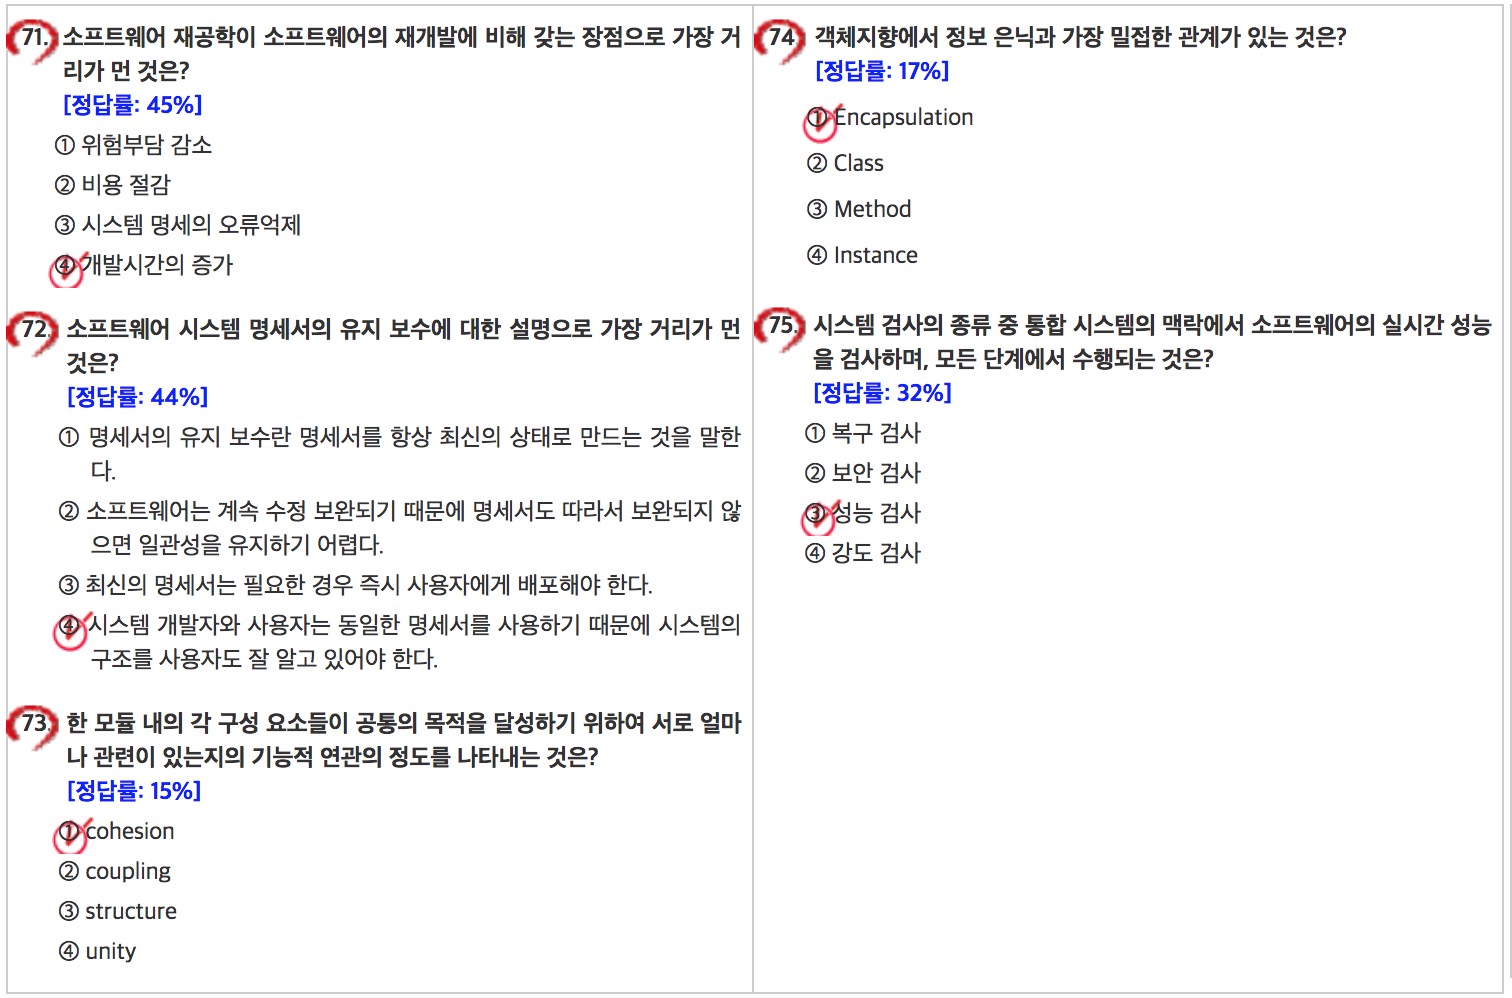 71. 소프트웨어 재공학이 소프트웨어의 재개발에 비해 갖는 장점으로 가장 거
리가 먼 것은?
[정답률: 45%]
① 위험부담 감소
② 비용 절감
③ 시스템 명세의 오류억제
④ 개발시간의 증가
72. 소프트웨어 시스템 명세서의 유지 보수에 대한 설명으로 가장 거리가 먼
것은?
[정답률: 44%]
① 명세서의 유지 보수란 명세서를 항상 최신의 상태로 만드는 것을 말한
다.
② 소프트웨어는 계속 수정 보완되기 때문에 명세서도 따라서 보완되지 않
으면 일관성을 유지하기 어렵다.
③ 최신의 명세서는 필요한 경우 즉시 사용자에게 배포해야 한다.
④ 시스템 개발자와 사용자는 동일한 명세서를 사용하기 때문에 시스템의
구조를 사용자도 잘 알고 있어야 한다.
73. 한 모듈 내의 각 구성 요소들이 공통의 목적을 달성하기 위하여 서로 얼마
나 관련이 있는지의 기능적 연관의 정도를 나타내는 것은?
[정답률: 15%]
① cohesion
② coupling
③ structure
④ unity
74. 객체지향에서 정보 은닉과 가장 밀접한 관계가 있는 것은?
[정답률: 17%]
① Encapsulation
② Class
③ Method
④ Instance
75. 시스템 검사의 종류 중 통합 시스템의 맥락에서 소프트웨어의 실시간 성능
을 검사하며, 모든 단계에서 수행되는 것은?
[정답률: 32%]
① 복구 검사
② 보안 검사
③ 성능 검사
④ 강도 검사